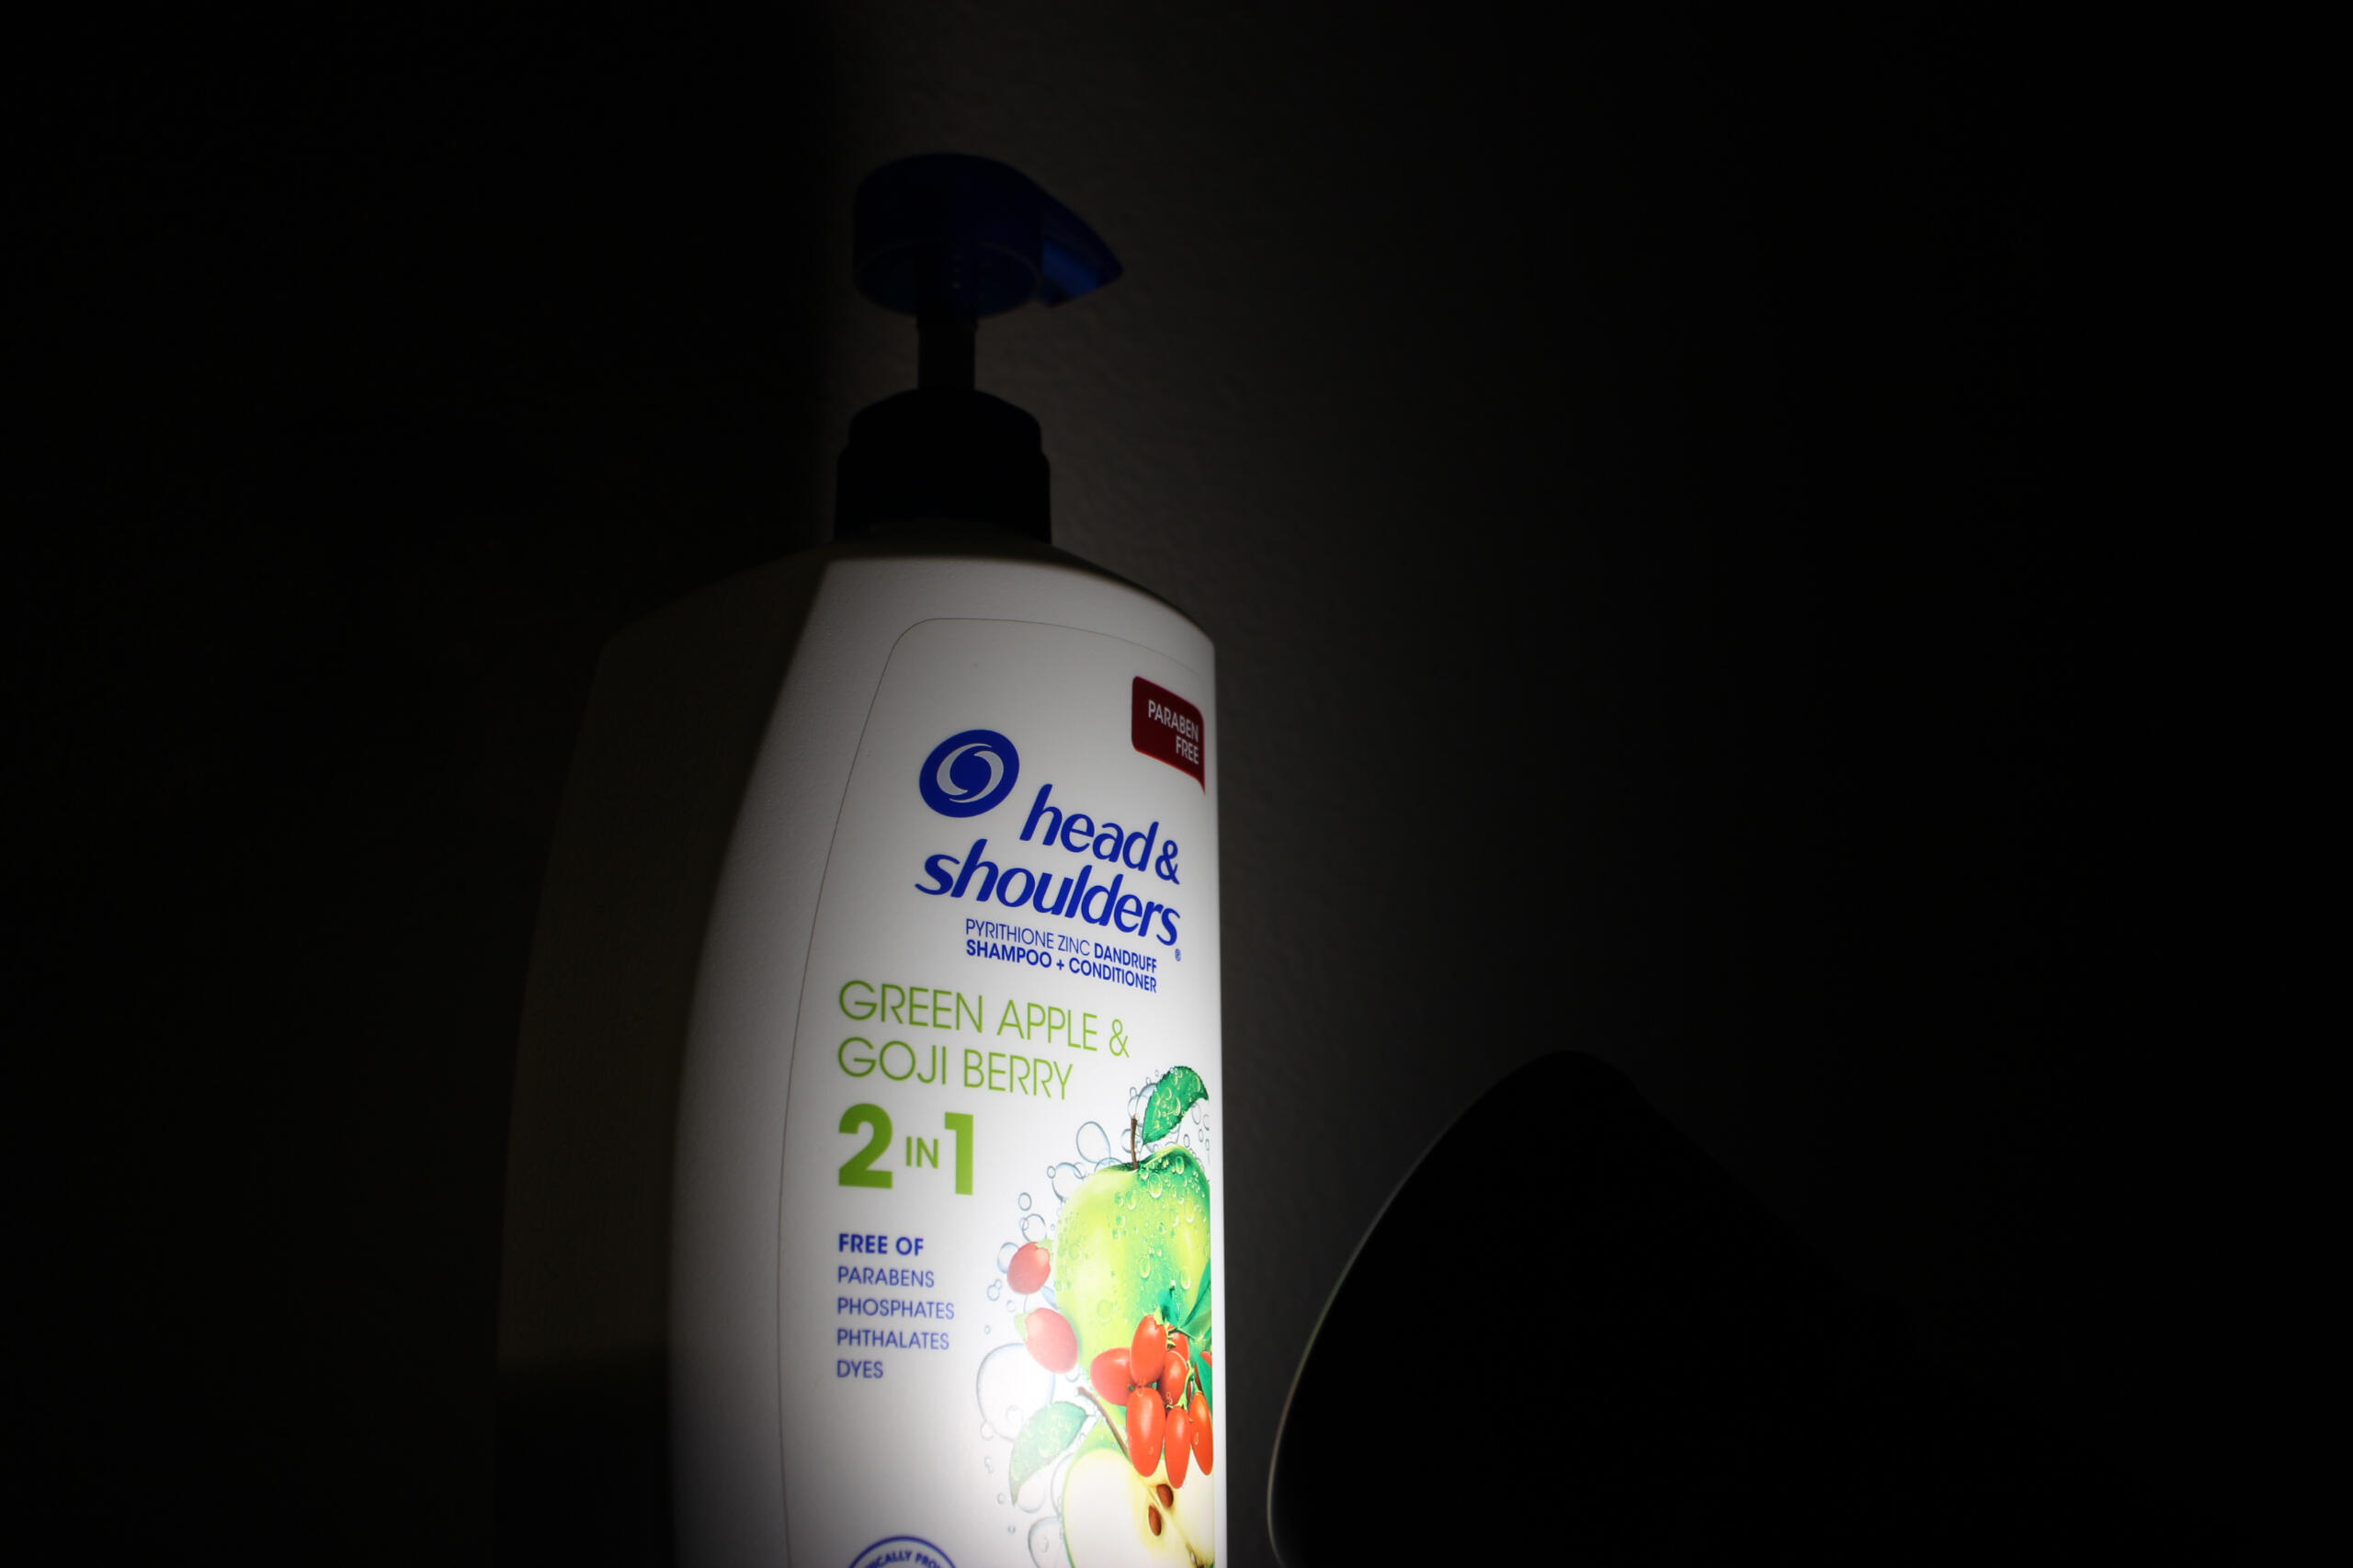 PARABEN
FREE
head &
shoulders®
PYRITHIONE ZINC DANDRUFF
SHAMPOO + CONDITIONER
GREEN APPLE &
GOJI BERRY
2 IN 1
FREE OF
PARABENS
PHOSPHATES
PHTHALATES
DYES